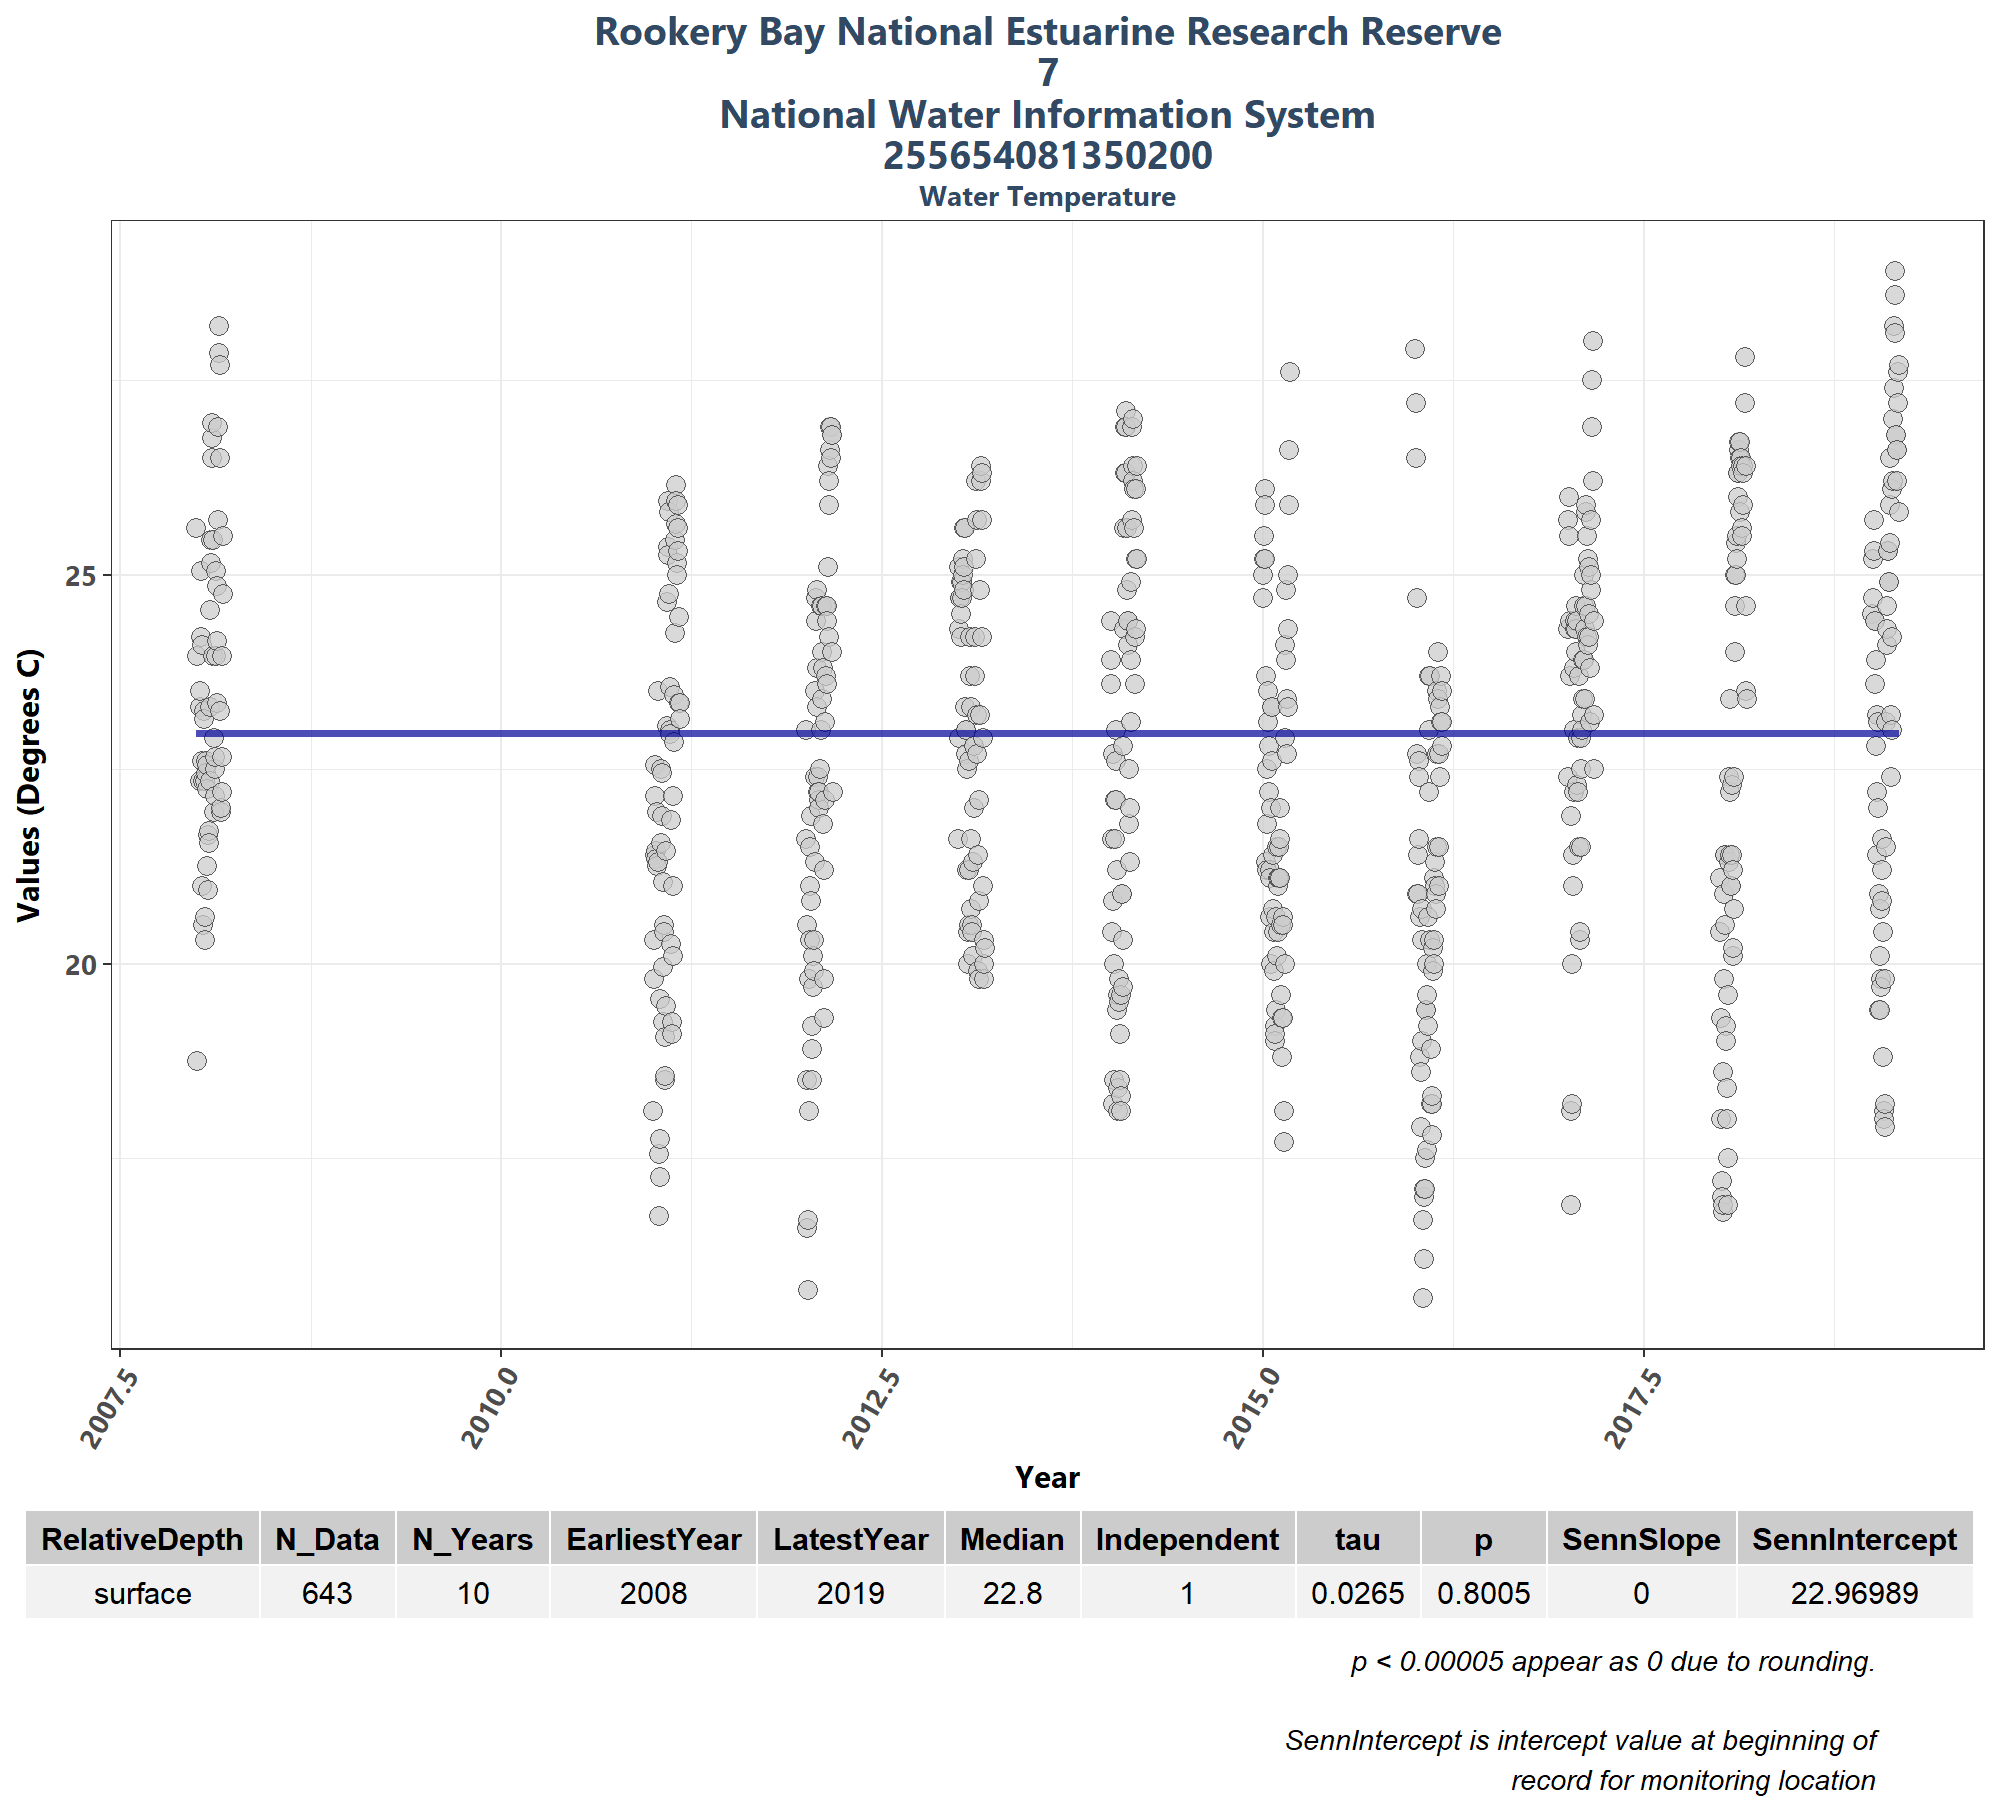 Rookery Bay National Estuarine Research Reserve
7
National Water Information System
255654081350200
Water Temperature
Values (Degrees C)
25
20
2007.5 2010.0 2012.5 2015.0 2017.5
Year
RelativeDepth N_Data N_Years EarliestYear LatestYear Median Independent tau p SennSlope SennIntercept
surface 643 10 2008 2019 22.8 1 0.0265 0.8005 0 22.96989
p < 0.00005 appear as 0 due to rounding.
SennIntercept is intercept value at beginning of
record for monitoring location